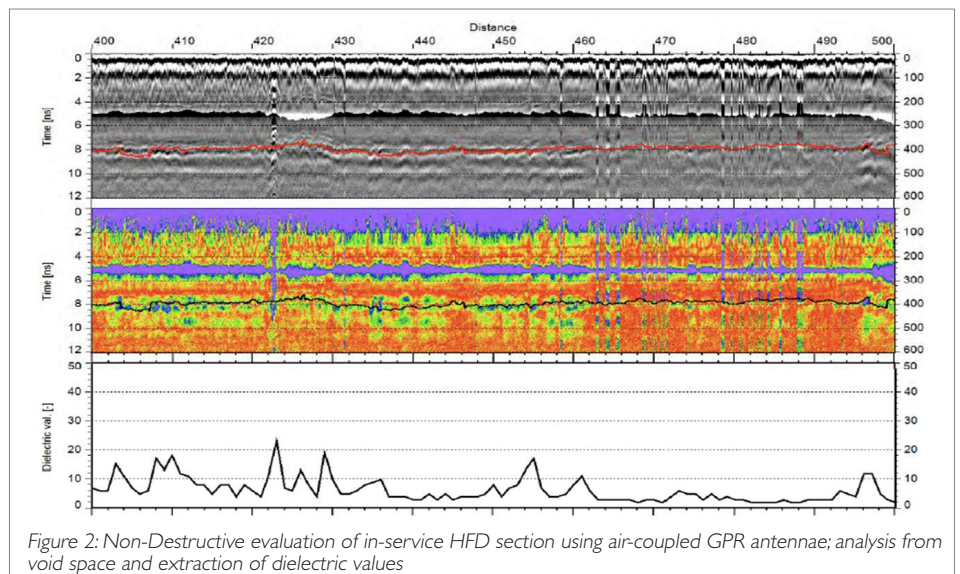 Distance
400 410 420 430 440 450 460 470 480 490 500
0 0
2 100
4 200
6 300
8 400
10 500
12 600
Time [ns]
0 0
2 100
4 200
6 300
8 400
10 500
12 600
Time [ns]
50 50
40 40
30 30
20 20
10 10
0 0
Dielectric val. [-]
Figure 2: Non-Destructive evaluation of in-service HFD section using air-coupled GPR antennae; analysis from
void space and extraction of dielectric values